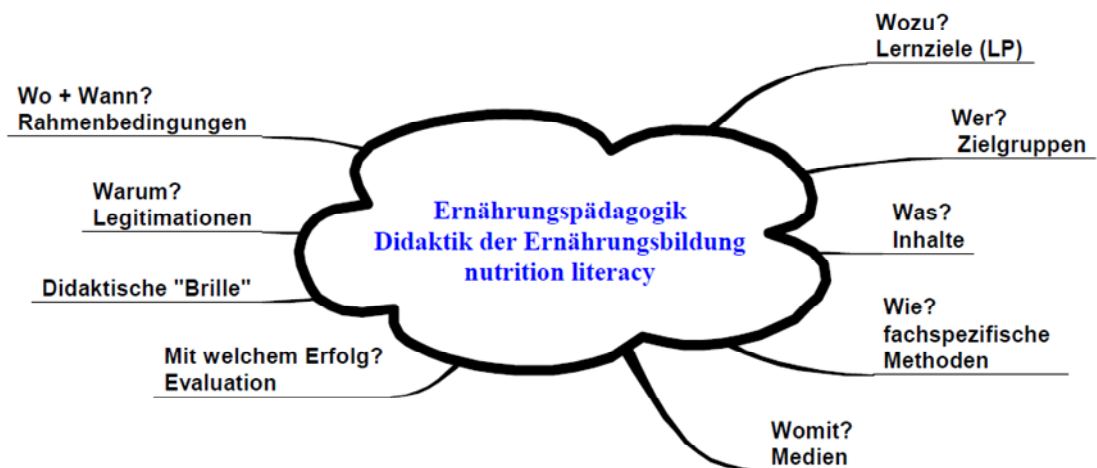 Wozu?
Lernziele (LP)
Wo + Wann?
Rahmenbedingungen
Wer?
Zielgruppen
Warum?
Legitimationen
Ernährungspädagogik
Didaktik der Ernährungsbildung
nutrition literacy
Was?
Inhalte
Didaktische "Brille"
Wie?
fachspezifische
Methoden
Mit welchem Erfolg?
Evaluation
Womit?
Medien